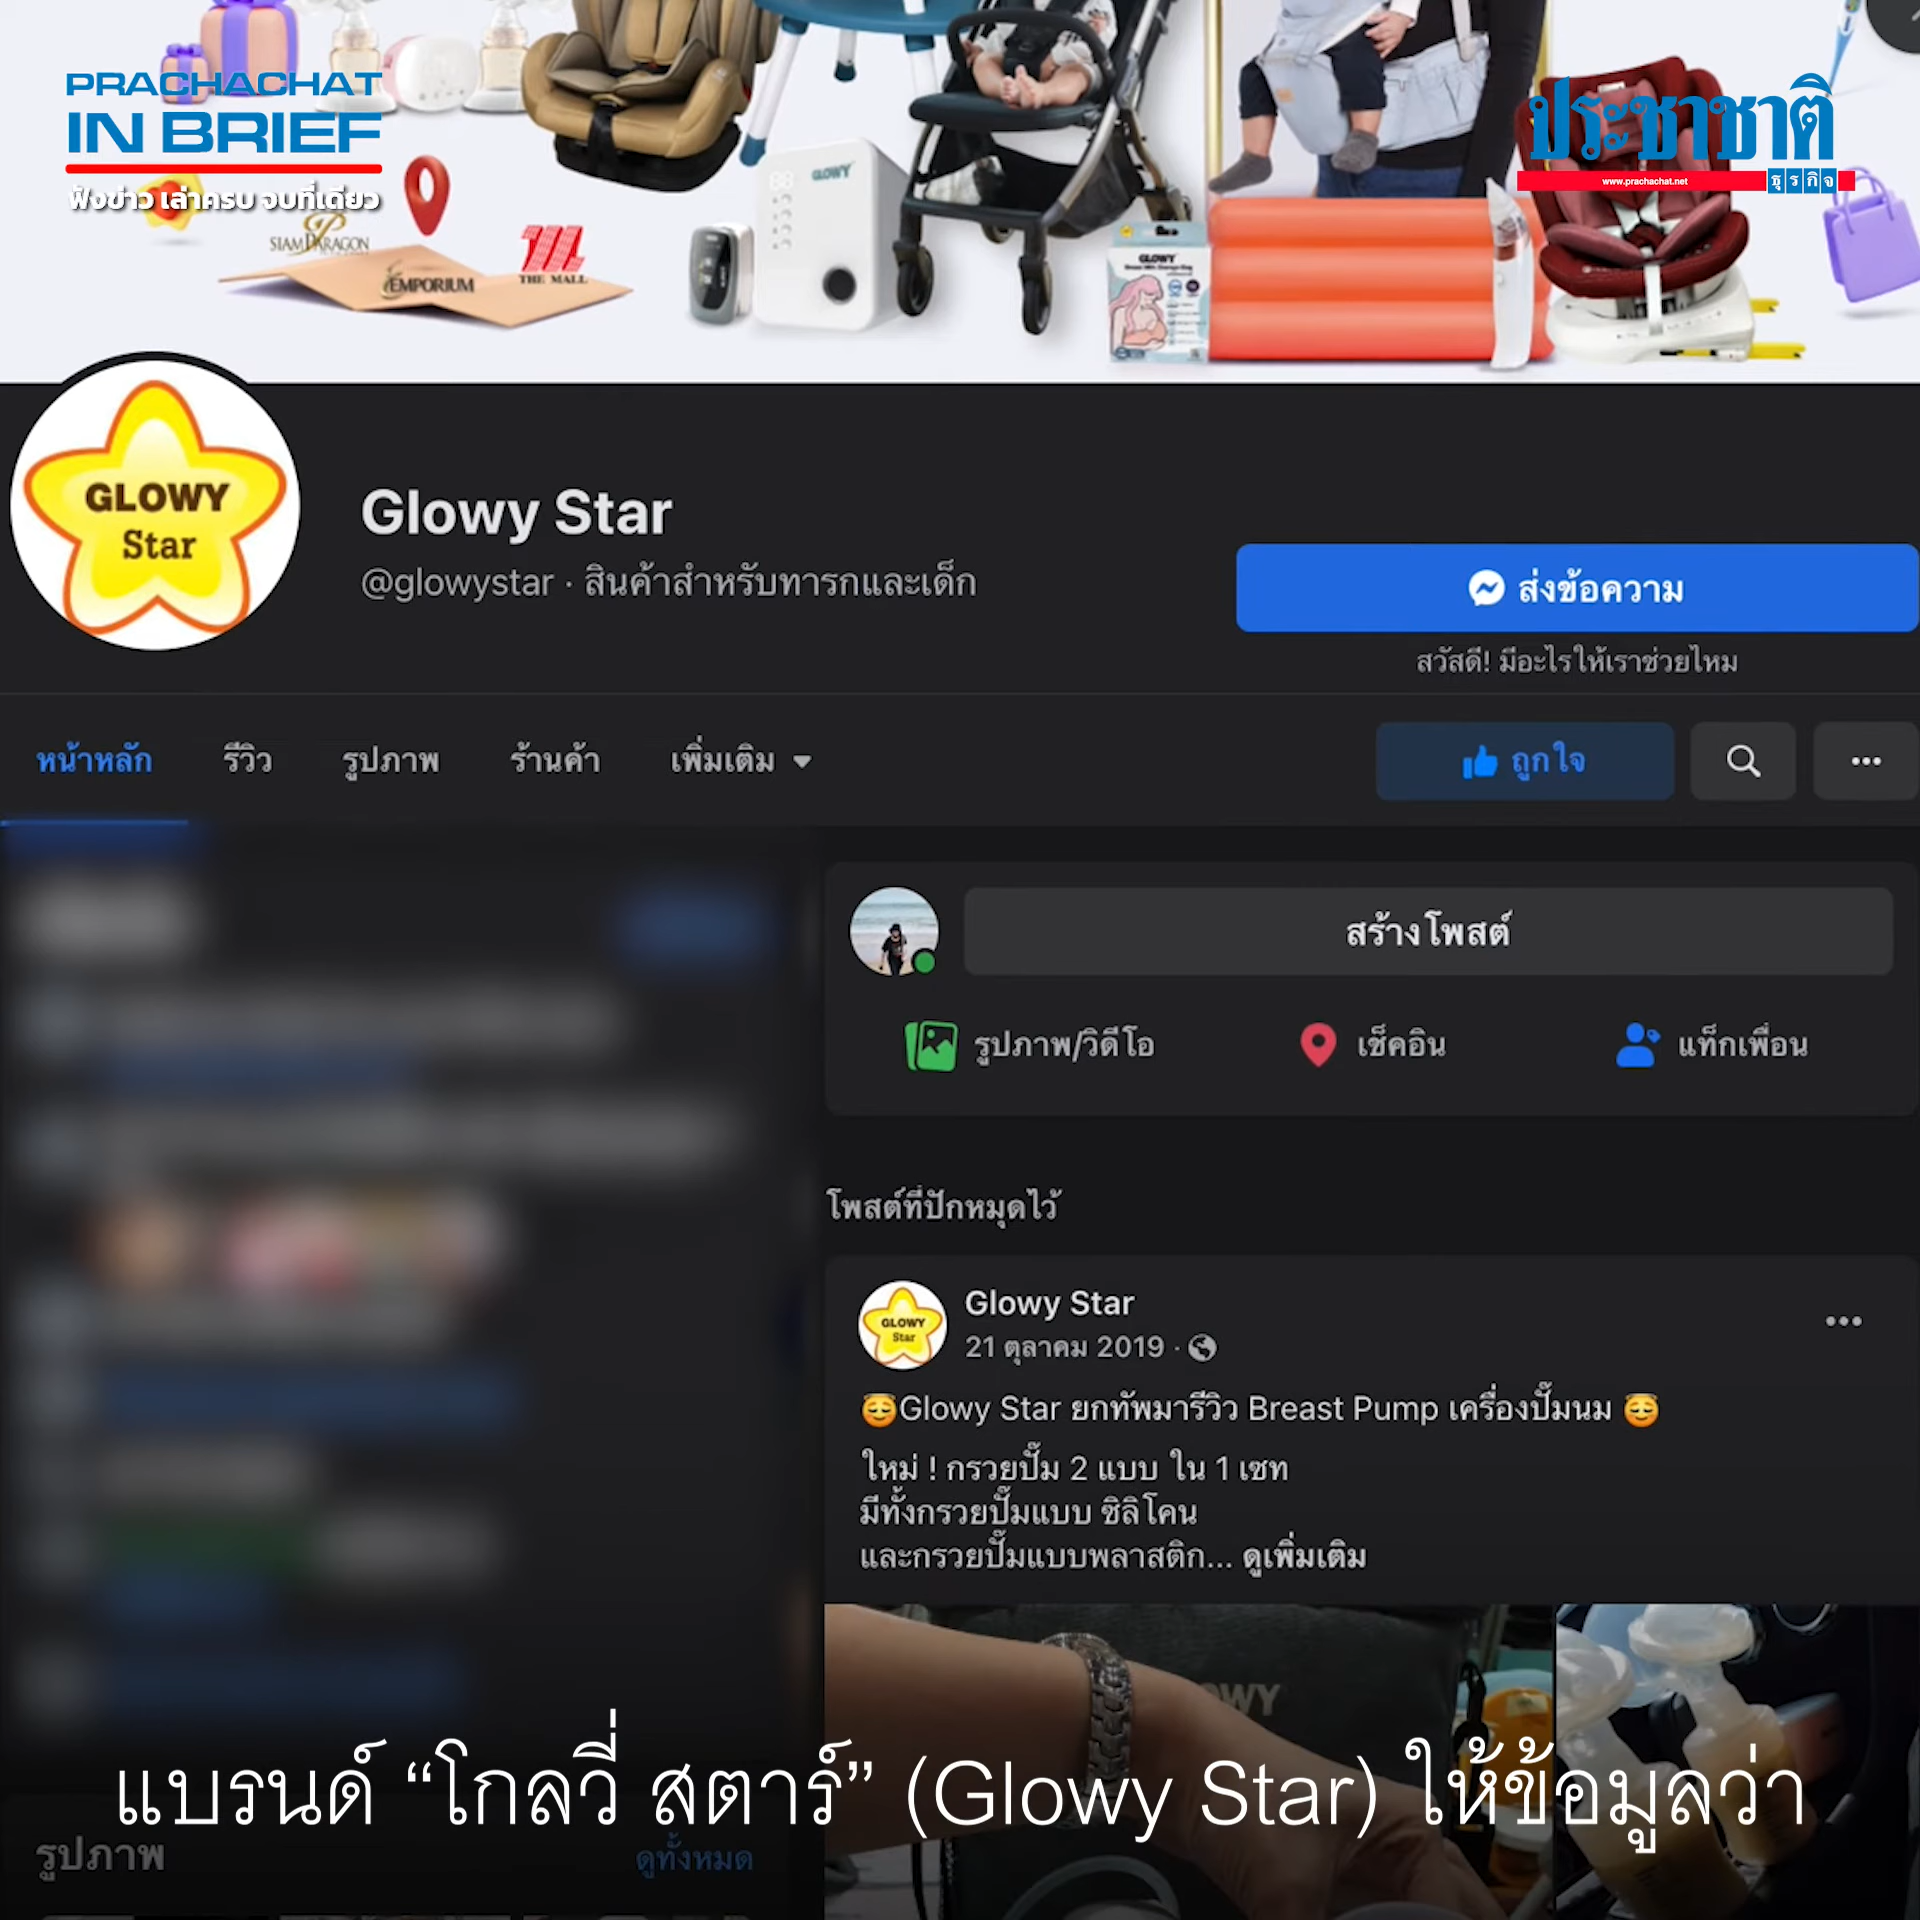 PRACHACHAT
IN BRIEF
ฟังข่าว เล่าครบ จบที่เดียว
ประชาชาติ
www.prachachat.net
ธุรกิจ
SIAM PARAGON
EMPORIUM
THE MALL
GLOWY
GLOWY
GLOWY
Star
Glowy Star
@glowystar · สินค้าสำหรับทารกและเด็ก
ส่งข้อความ
สวัสดี! มีอะไรให้เราช่วยไหม
หน้าหลัก รีวิว รูปภาพ ร้านค้า เพิ่มเติม
ถูกใจ
สร้างโพสต์
รูปภาพ/วิดีโอ เช็คอิน แท็กเพื่อน
โพสต์ที่ปักหมุดไว้
GLOWY
Star
Glowy Star
21 ตุลาคม 2019 ·
😇Glowy Star ยกทัพมารีวิว Breast Pump เครื่องปั๊มนม 😇
ใหม่ ! กรวยปั๊ม 2 แบบ ใน 1 เซท
มีทั้งกรวยปั๊มแบบ ซิลิโคน
และกรวยปั๊มแบบพลาสติก... ดูเพิ่มเติม
แบรนด์ “โกลวี่ สตาร์” (Glowy Star) ให้ข้อมูลว่า
รูปภาพ
ดูทั้งหมด